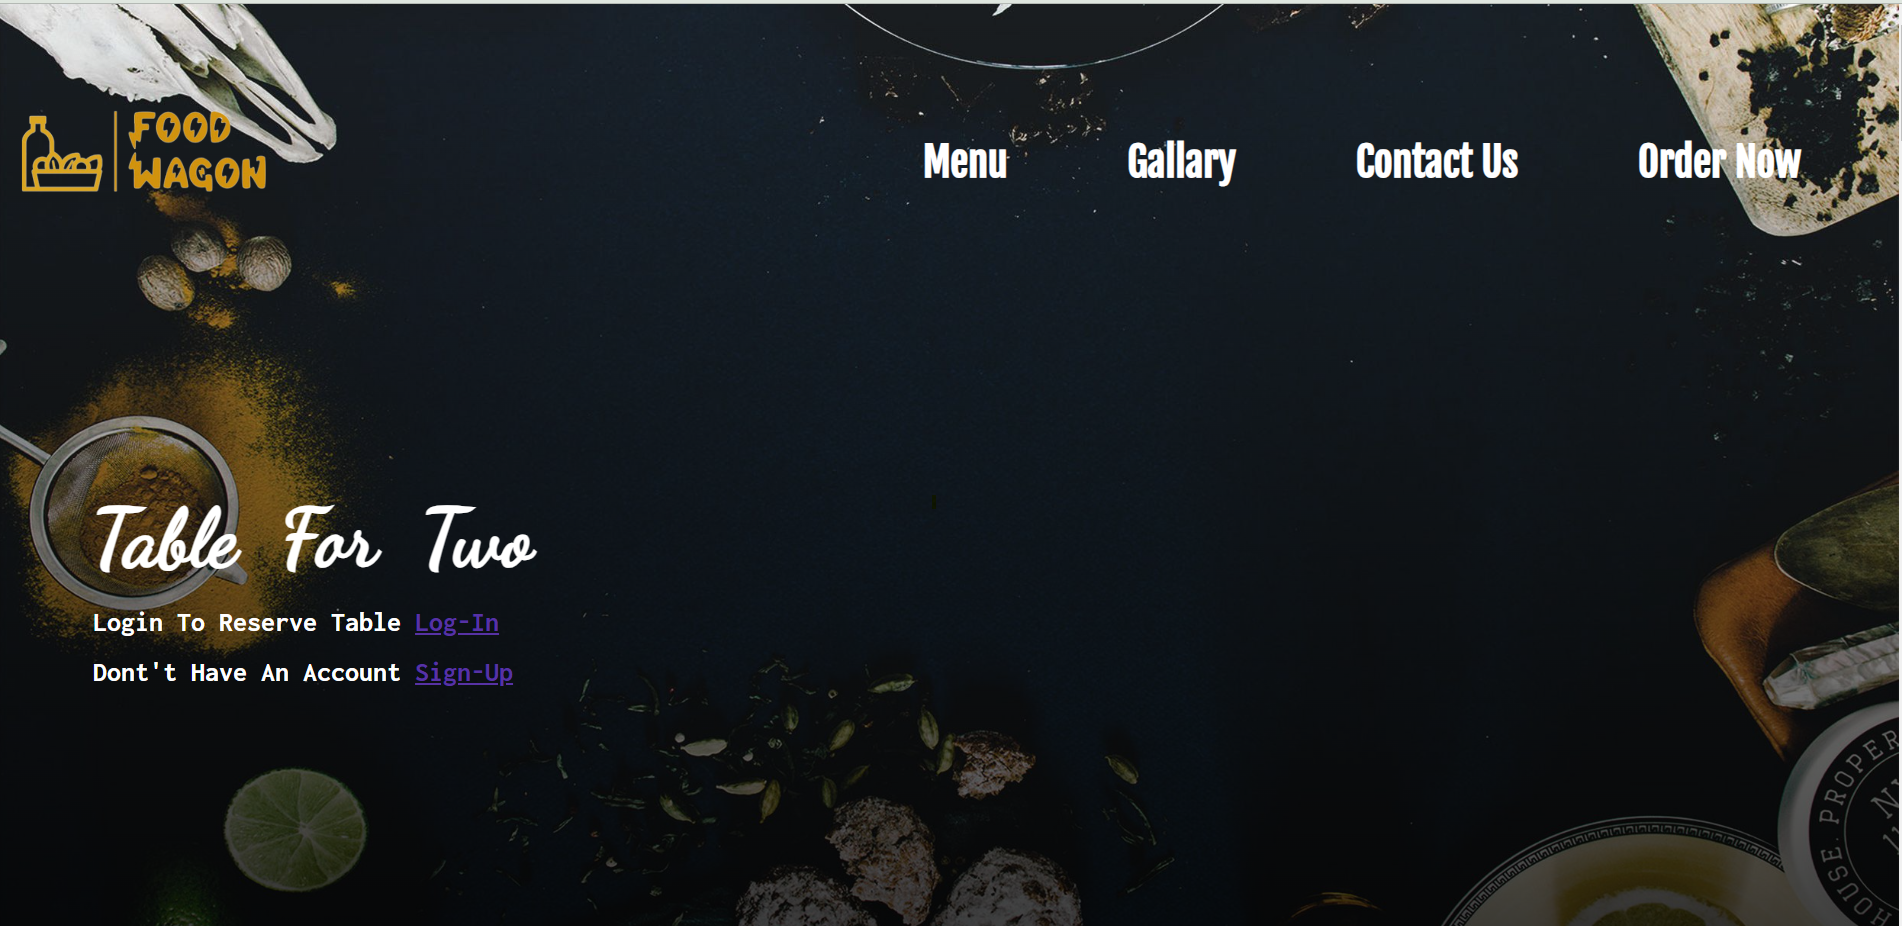 FOOD
WAGON
Menu Gallary Contact Us Order Now
Table For Two
Login To Reserve Table Log-In
Dont't Have An Account Sign-Up
HOUSE PROPER